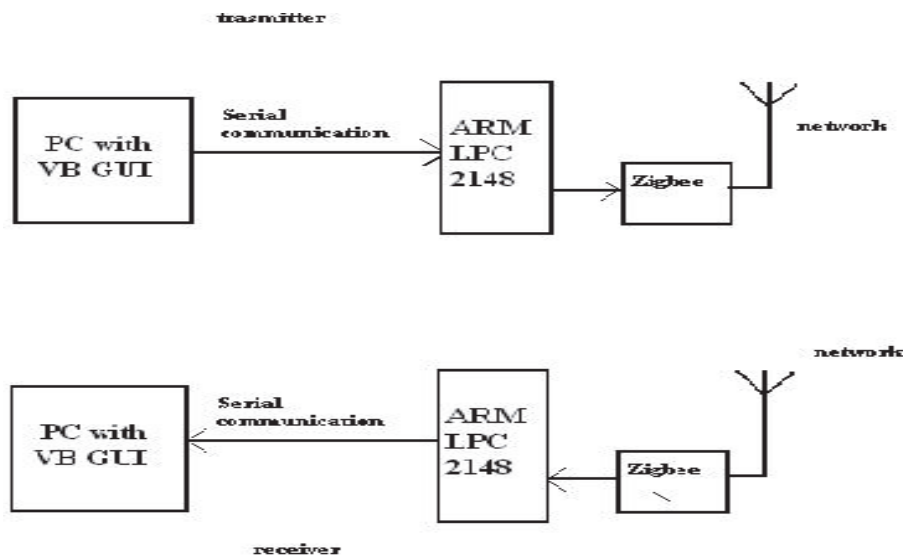 trasmitter
Serial
communication
PC with
VB GUI
ARM
LPC
2148
Zigbee
network
network
PC with
VB GUI
Serial
communication
ARM
LPC
2148
Zigbee
receiver